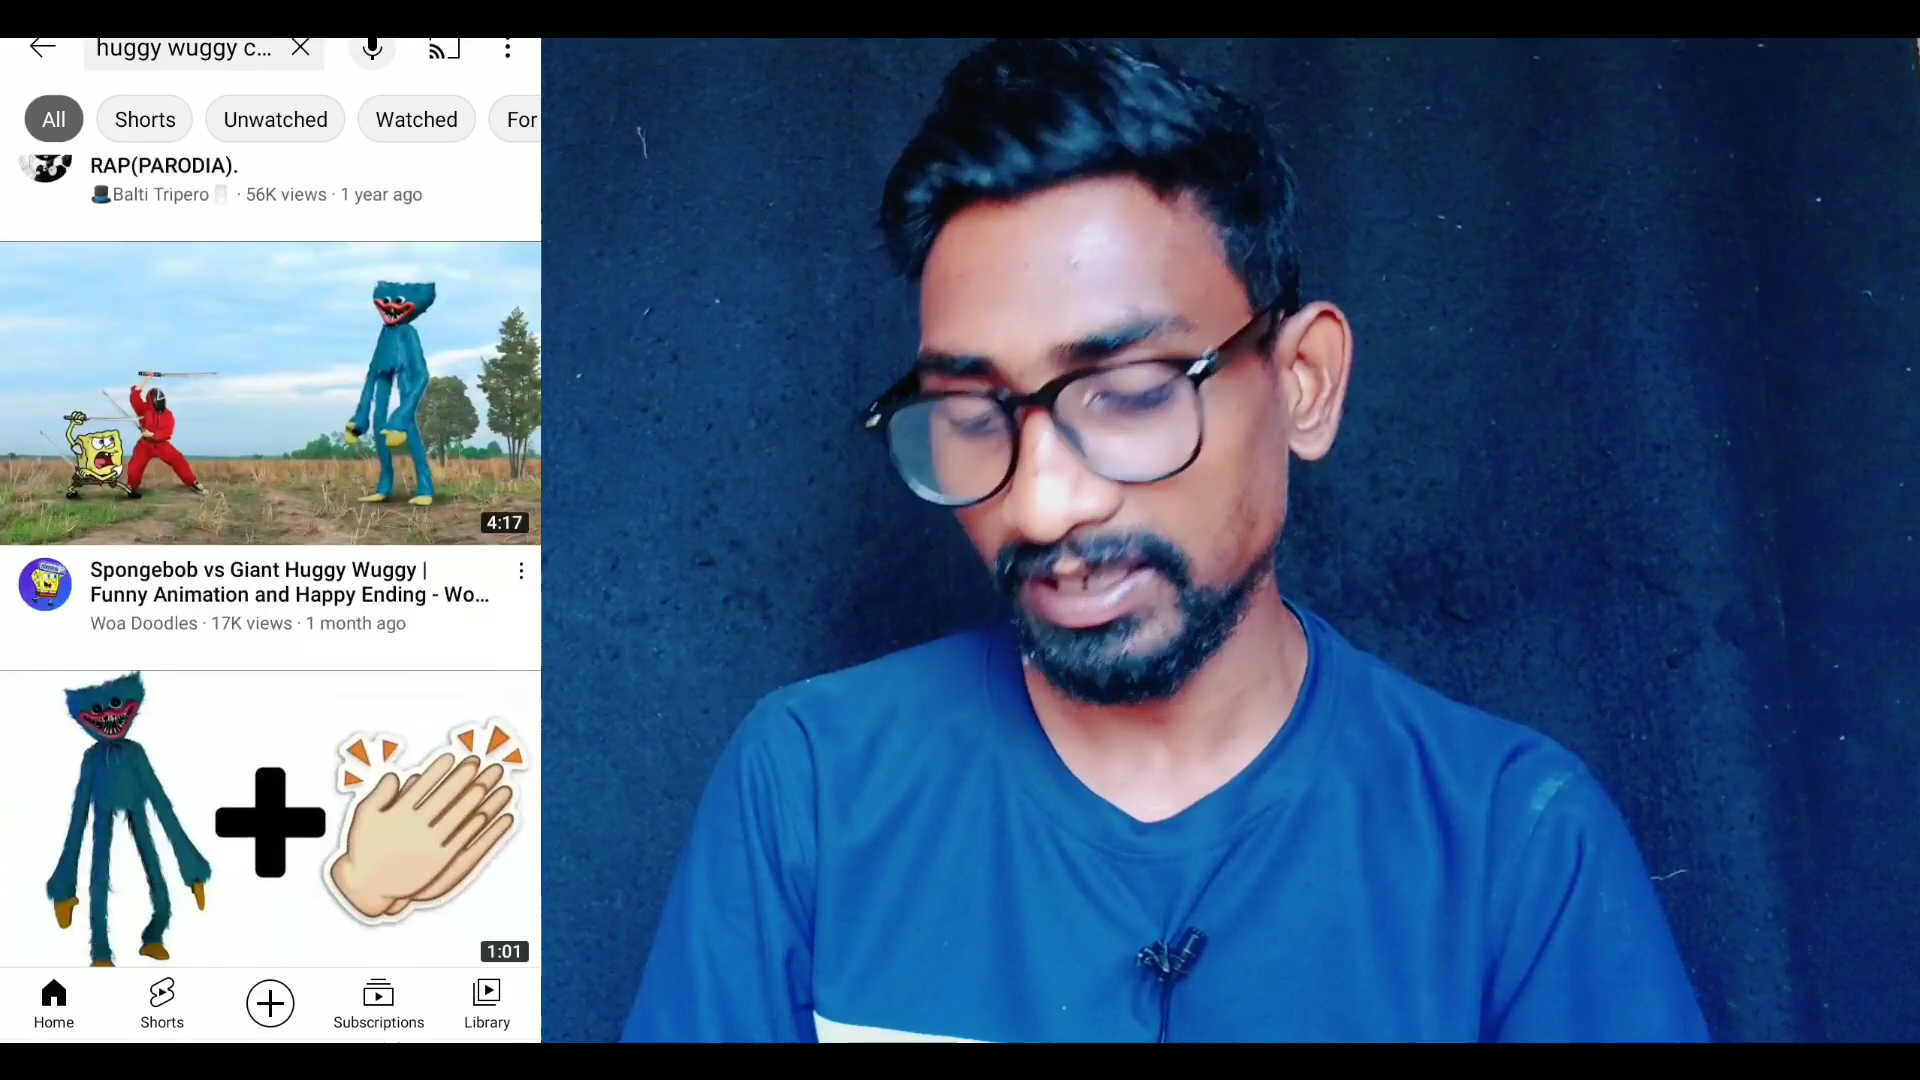 huggy wuggy c...
All
Shorts
Unwatched
Watched
For
RAP(PARODIA).
Balti Tripero · 56K views · 1 year ago
4:17
Spongebob vs Giant Huggy Wuggy |
Funny Animation and Happy Ending - Wo...
Woa Doodles · 17K views · 1 month ago
1:01
Home
Shorts
Subscriptions
Library